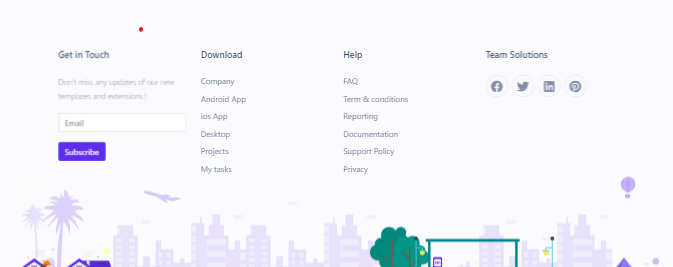 Get in Touch
Don't miss any updates of our new
templates and extensions.!
Email
Subscribe
Download
Company
Android App
ios App
Desktop
Projects
My tasks
Help
FAQ
Term & conditions
Reporting
Documentation
Support Policy
Privacy
Team Solutions